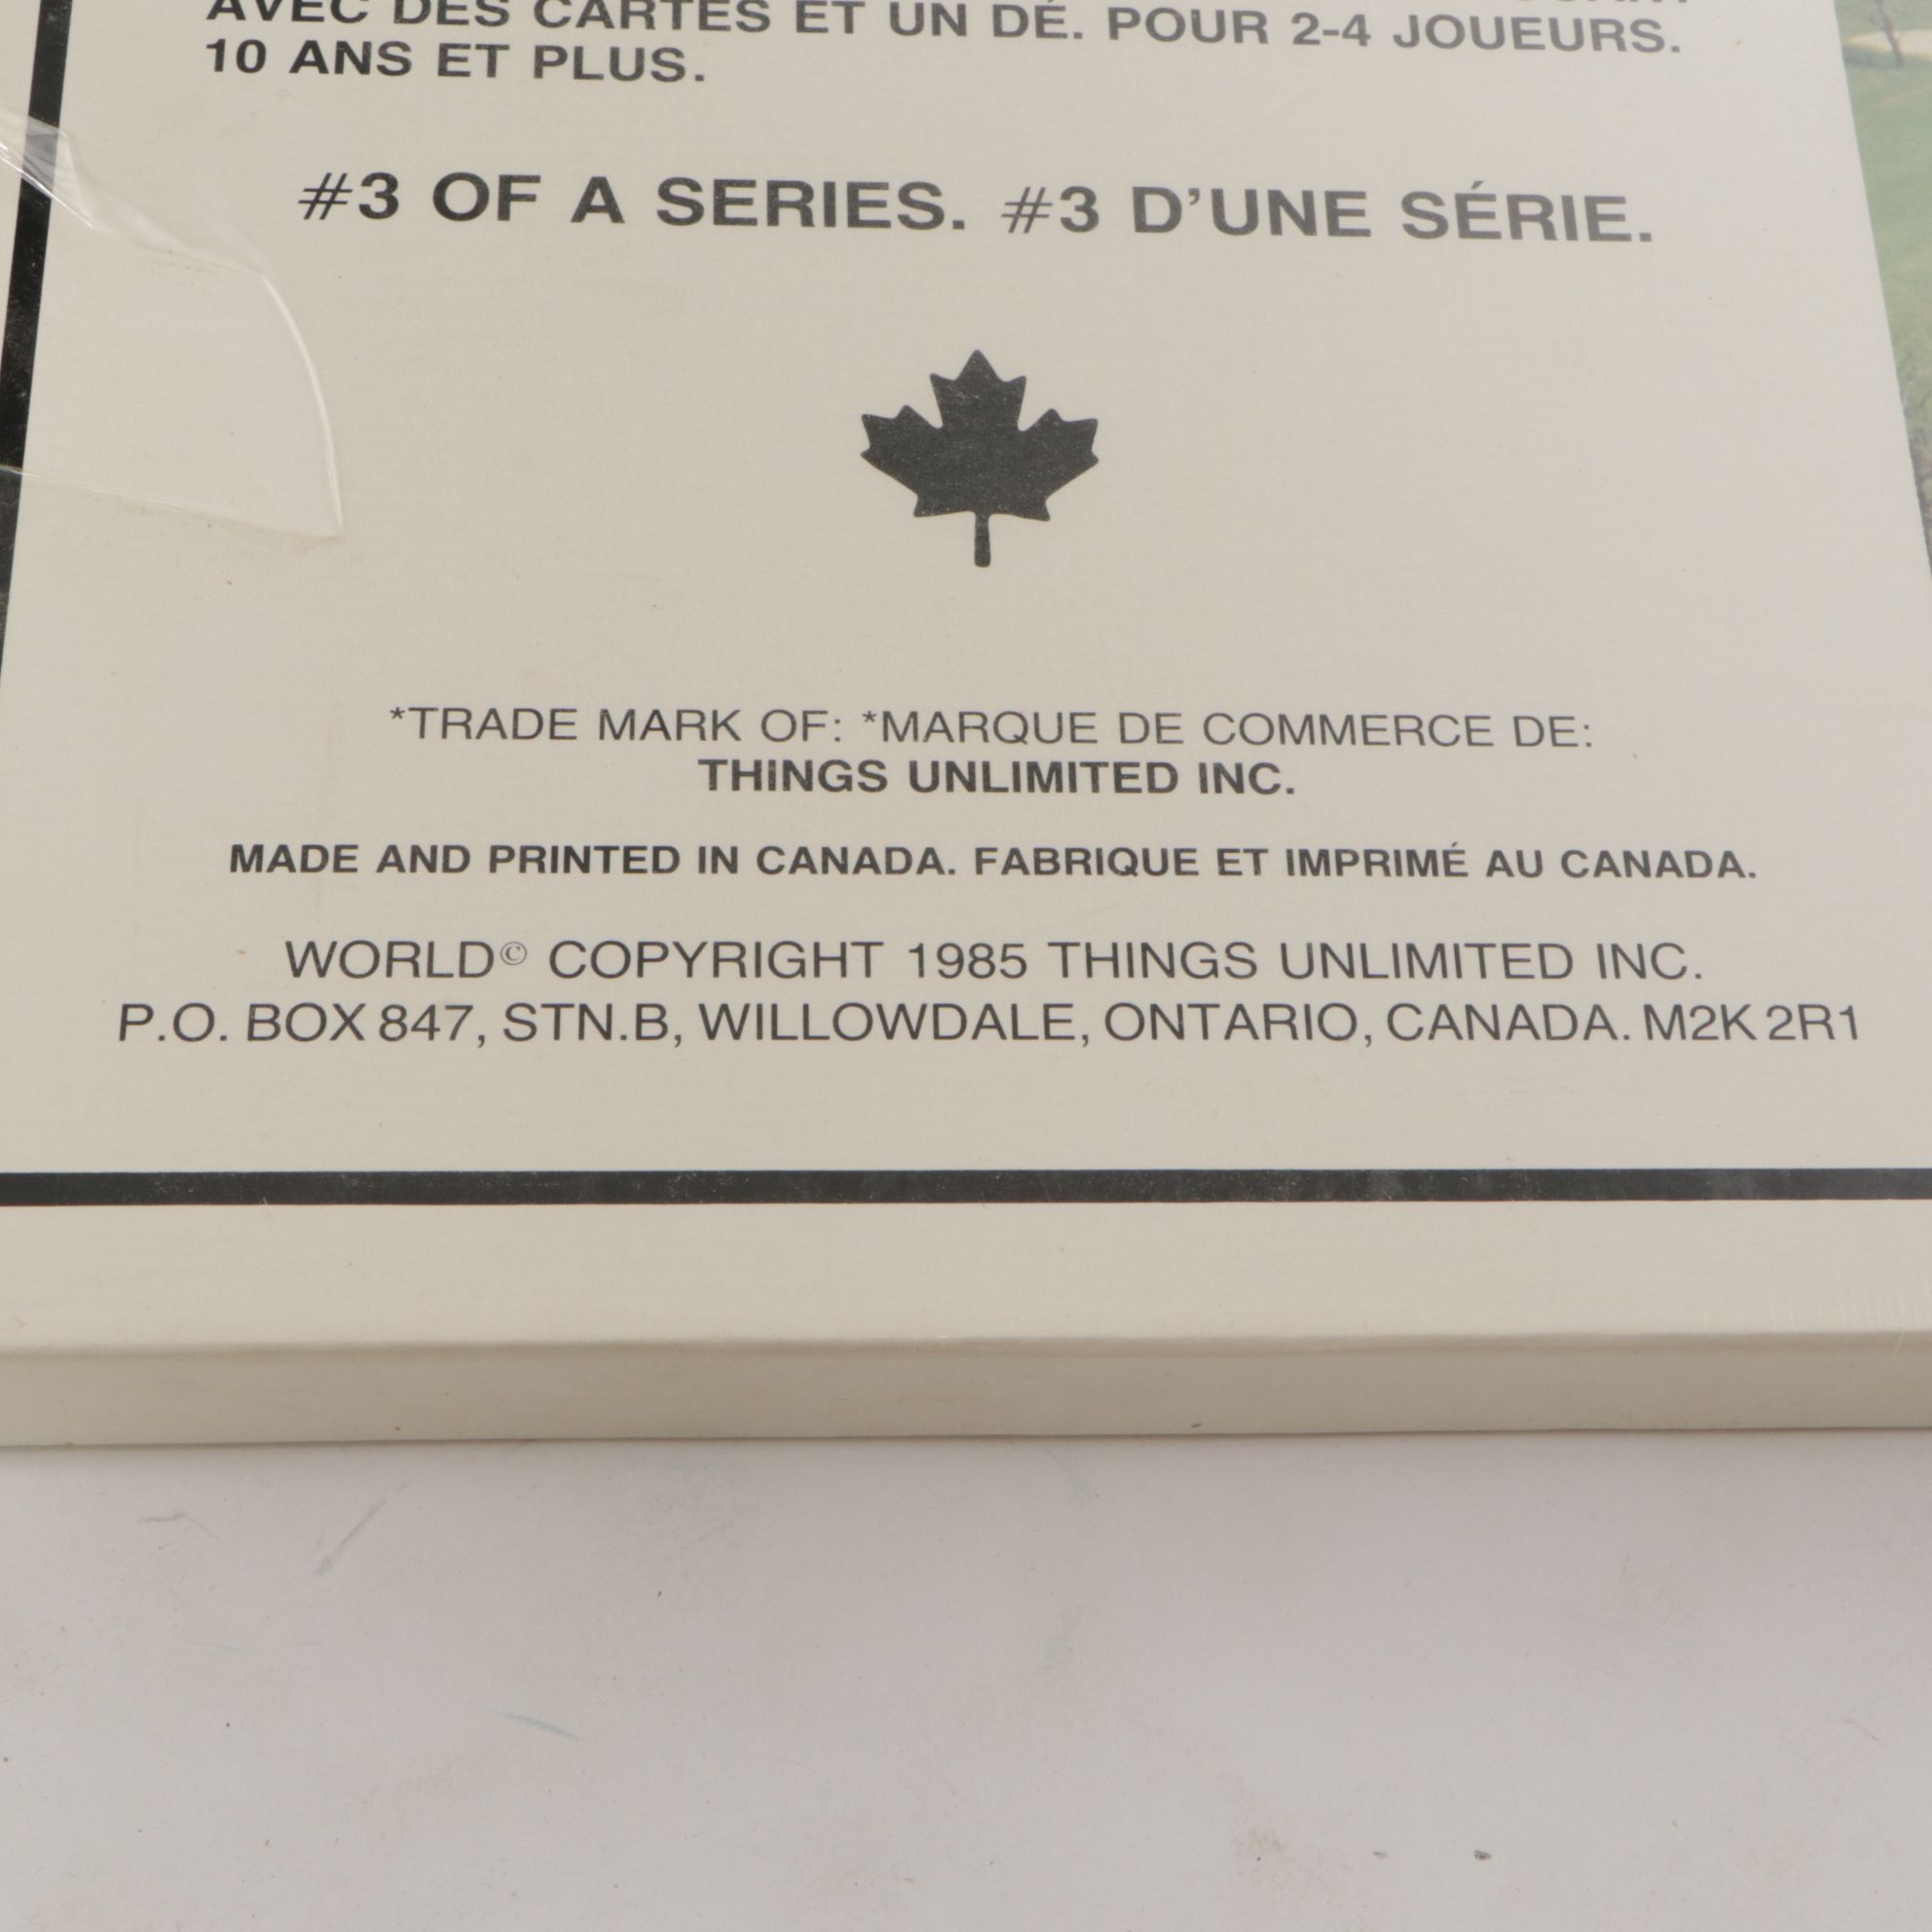 AVEC DES CARTES ET UN DÉ. POUR 2-4 JOUEURS.
10 ANS ET PLUS.
#3 OF A SERIES. #3 D'UNE SÉRIE.
*TRADE MARK OF: *MARQUE DE COMMERCE DE:
THINGS UNLIMITED INC.
MADE AND PRINTED IN CANADA. FABRIQUE ET IMPRIMÉ AU CANADA.
WORLD© COPYRIGHT 1985 THINGS UNLIMITED INC.
P.O. BOX 847, STN.B, WILLOWDALE, ONTARIO, CANADA. M2K 2R1